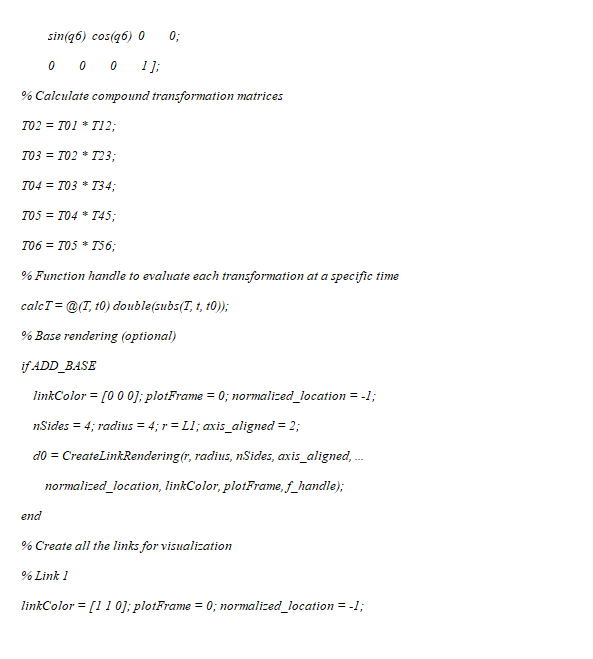 sin(q6) cos(q6) 0 0;
0 0 0 1 ];
% Calculate compound transformation matrices
T02 = T01 * T12;
T03 = T02 * T23;
T04 = T03 * T34;
T05 = T04 * T45;
T06 = T05 * T56;
% Function handle to evaluate each transformation at a specific time
calcT = @(T, t0) double(subs(T, t, t0));
% Base rendering (optional)
if ADD_BASE
linkColor = [0 0 0]; plotFrame = 0; normalized_location = -1;
nSides = 4; radius = 4; r = L1; axis_aligned = 2;
d0 = CreateLinkRendering(r, radius, nSides, axis_aligned, ...
normalized_location, linkColor, plotFrame, f_handle);
end
% Create all the links for visualization
% Link 1
linkColor = [1 1 0]; plotFrame = 0; normalized_location = -1;